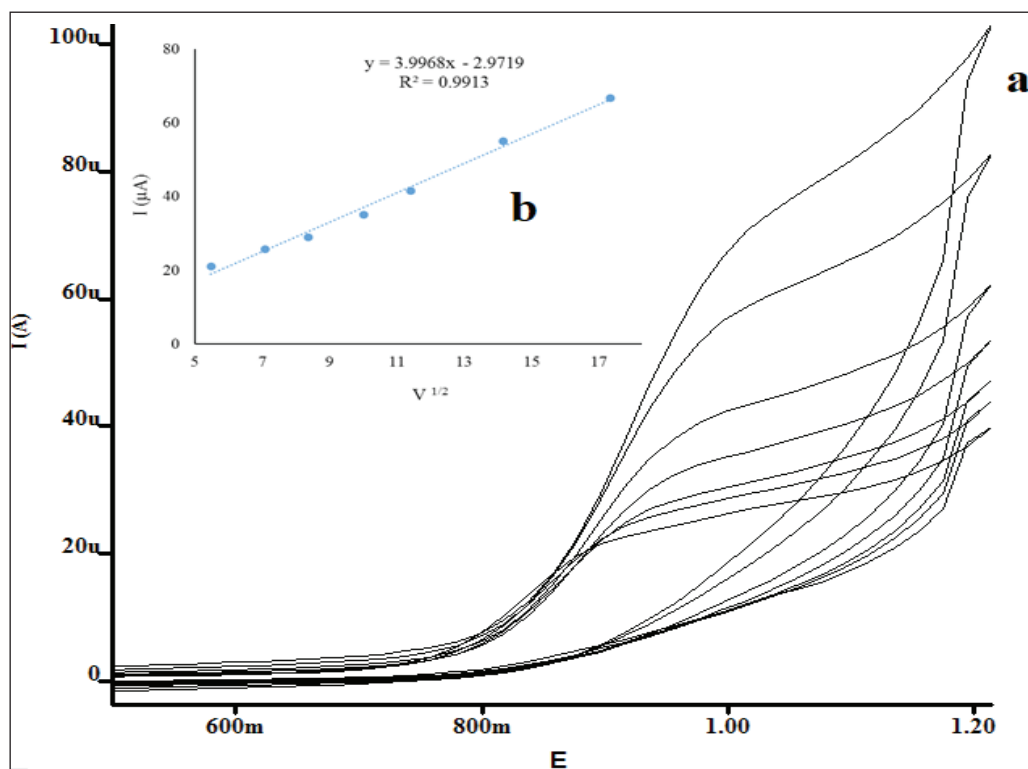 100u
80u
60u
40u
20u
0
I (A)
600m
800m
1.00
1.20
E
a
80
60
40
20
0
I (µA)
y = 3.9968x - 2.9719
R² = 0.9913
b
5
7
9
11
13
15
17
V 1/2